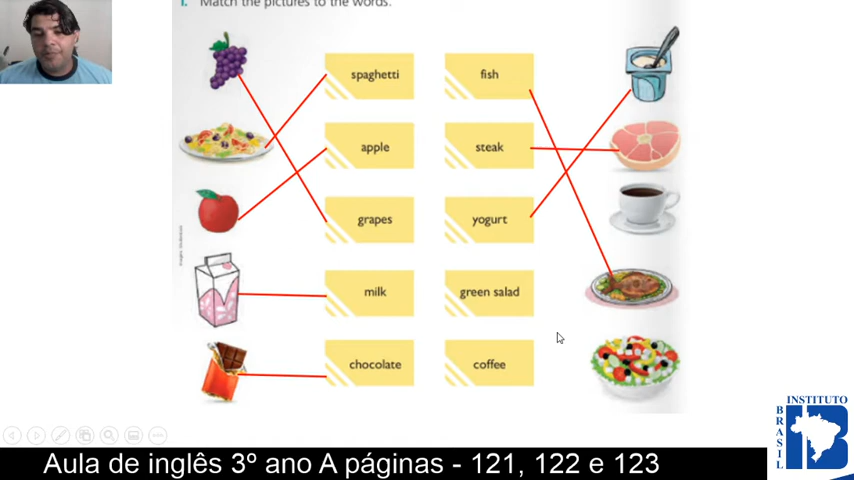 1. Match the pictures to the words.
spaghetti
fish
apple
steak
grapes
yogurt
milk
green salad
chocolate
coffee
INSTITUTO
BRASIL
Aula de inglês 3º ano A páginas - 121, 122 e 123